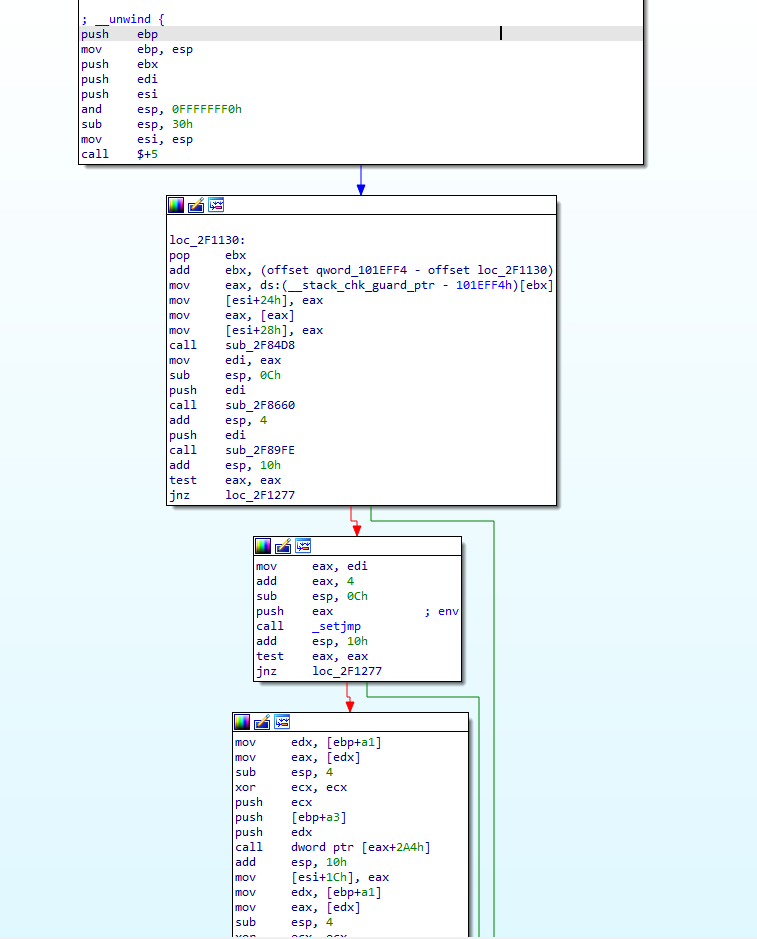 ; __unwind {
push ebp
mov ebp, esp
push ebx
push edi
push esi
and esp, 0FFFFFFF0h
sub esp, 30h
mov esi, esp
call $+5
loc_2F1130:
pop ebx
add ebx, (offset qword_101EFF4 - offset loc_2F1130)
mov eax, ds:(__stack_chk_guard_ptr - 101EFF4h)[ebx]
mov [esi+24h], eax
mov eax, [eax]
mov [esi+28h], eax
call sub_2F84D8
mov edi, eax
sub esp, 0Ch
push edi
call sub_2F8660
add esp, 4
push edi
call sub_2F89FE
add esp, 10h
test eax, eax
jnz loc_2F1277
mov eax, edi
add eax, 4
sub esp, 0Ch
push eax ; env
call _setjmp
add esp, 10h
test eax, eax
jnz loc_2F1277
mov edx, [ebp+a1]
mov eax, [edx]
sub esp, 4
xor ecx, ecx
push ecx
push [ebp+a3]
push edx
call dword ptr [eax+2A4h]
add esp, 10h
mov [esi+1Ch], eax
mov edx, [ebp+a1]
mov eax, [edx]
sub esp, 4